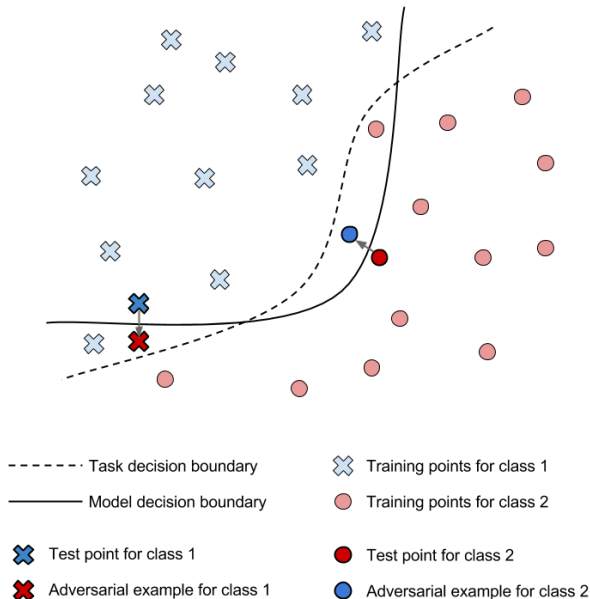 Task decision boundary
Training points for class 1
Model decision boundary
Training points for class 2
Test point for class 1
Test point for class 2
Adversarial example for class 1
Adversarial example for class 2